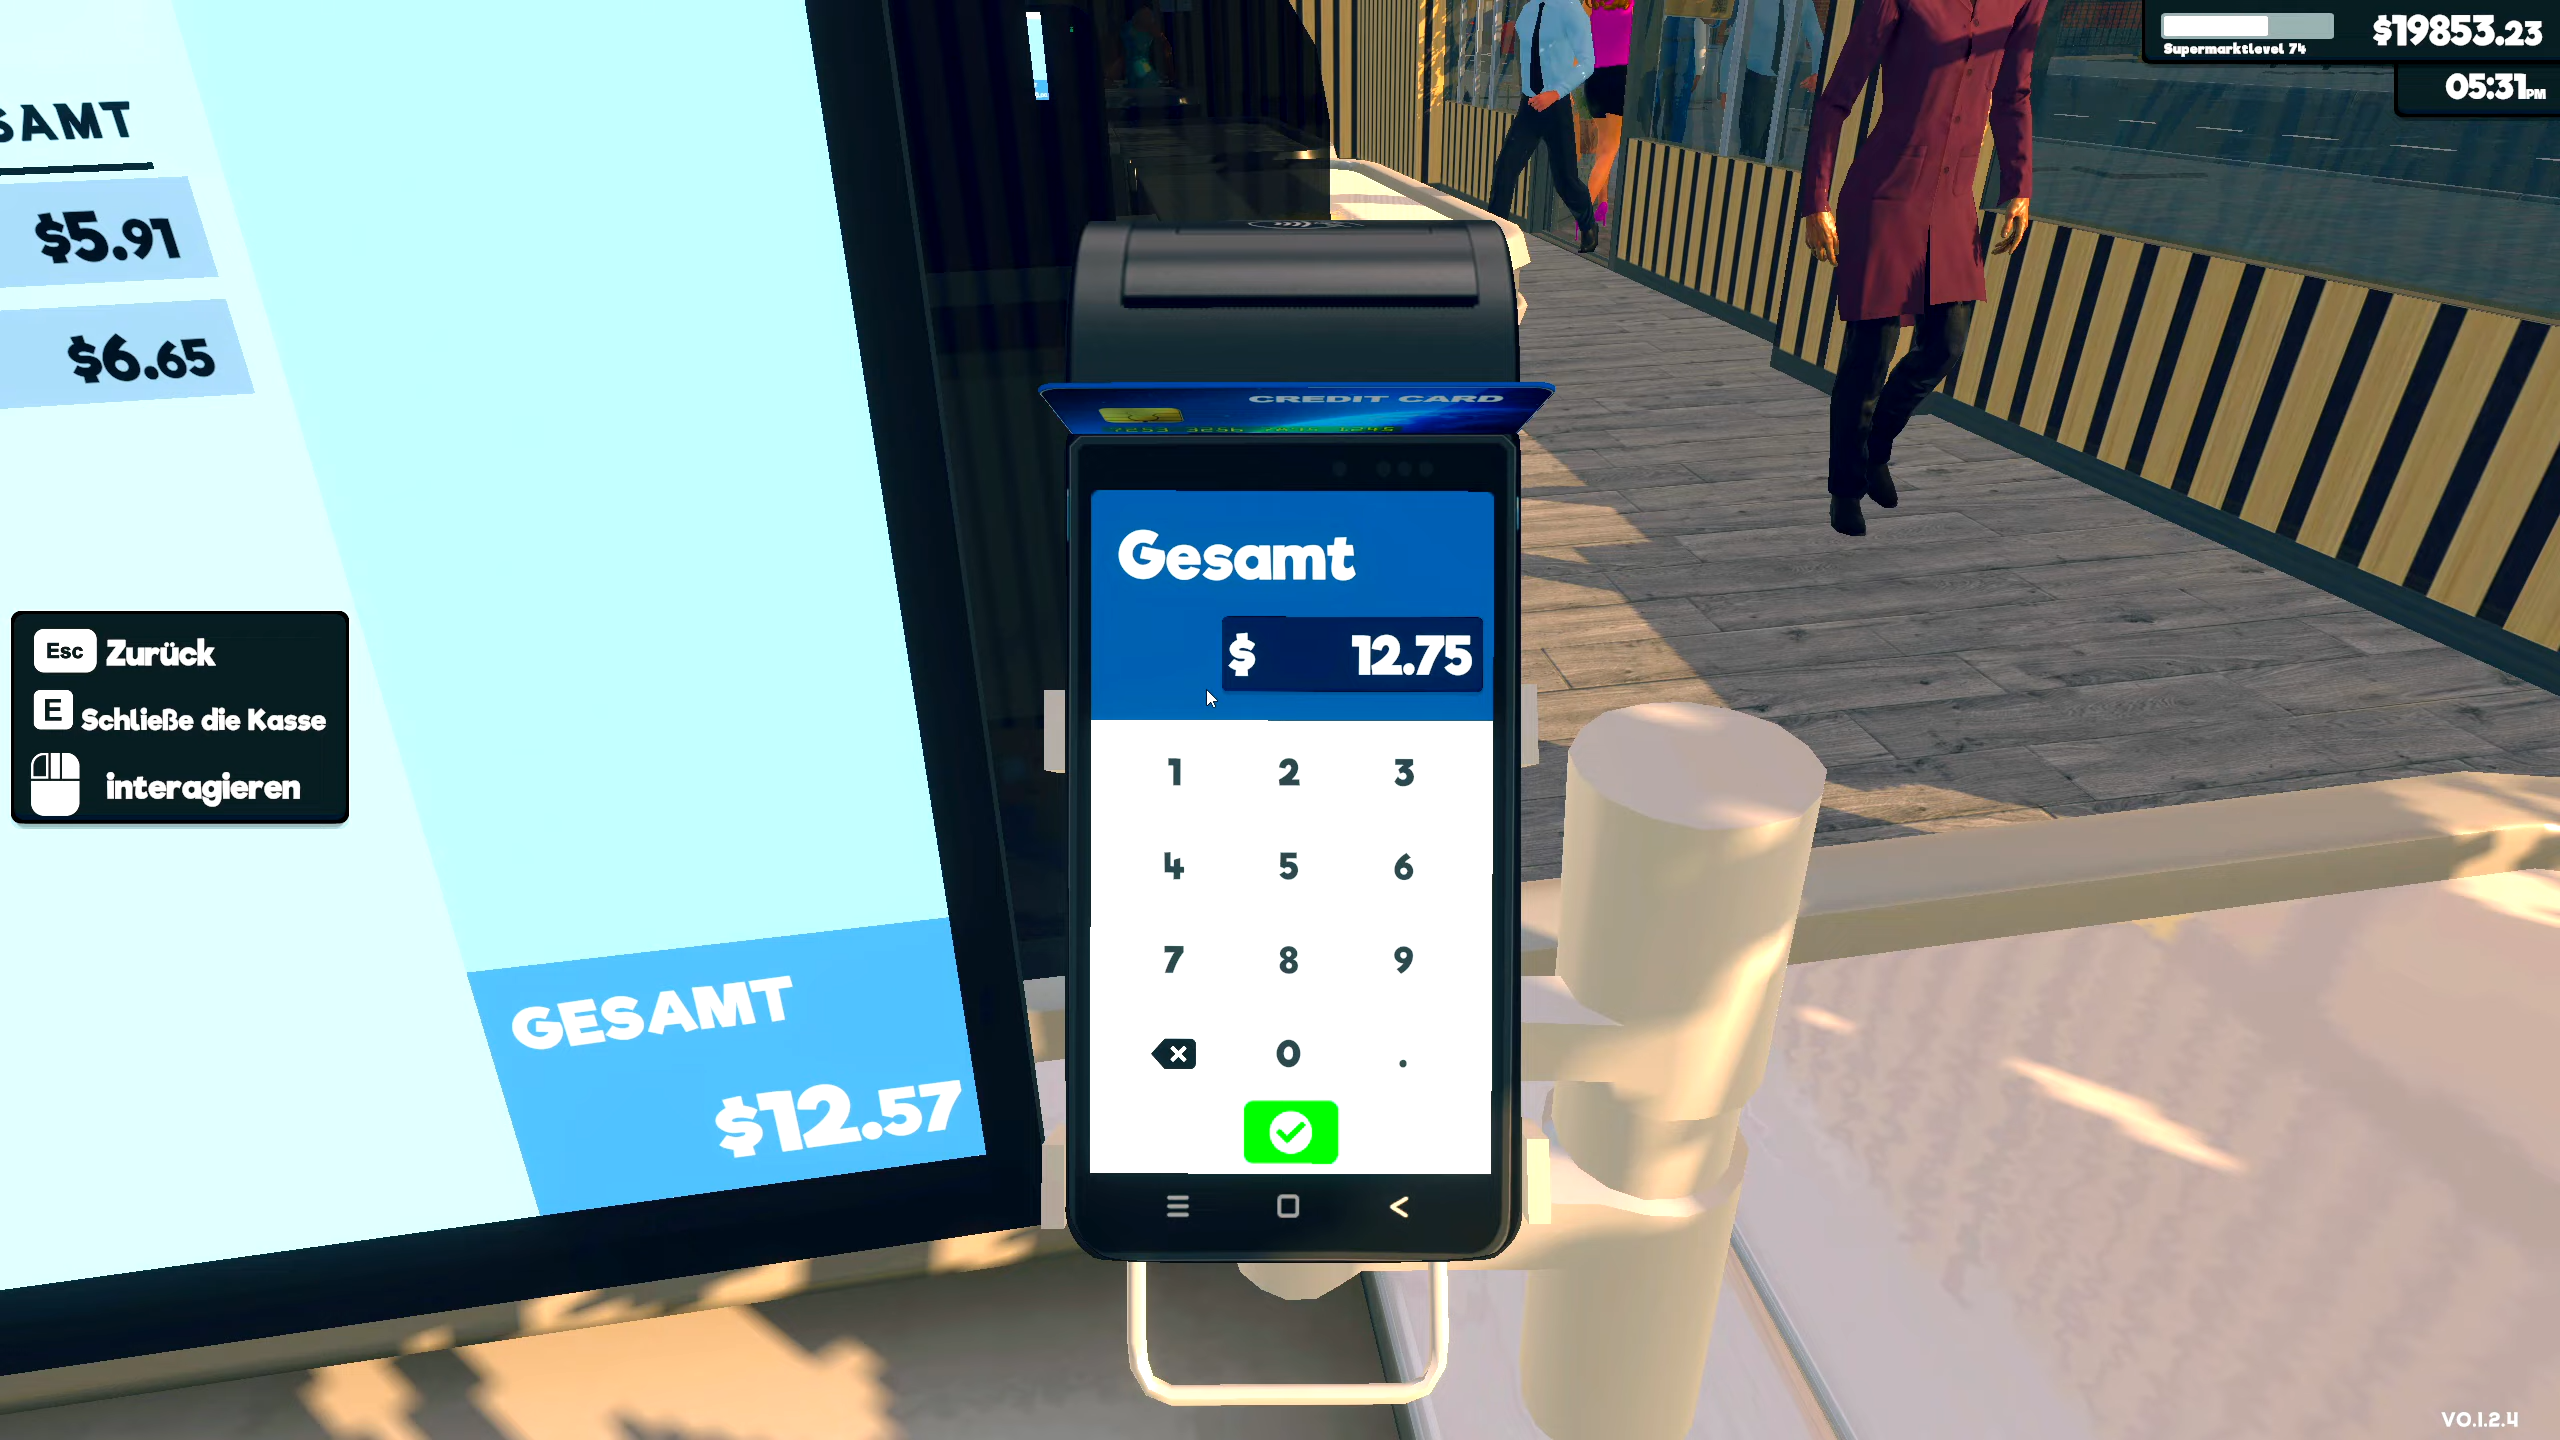 $19853.23
Supermarktlevel 74
05:31PM
SAMT
$5.91
$6.65
CREDIT CARD
Gesamt
$ 12.75
Esc Zurück
E Schließe die Kasse
interagieren
1 2 3
4 5 6
7 8 9
0 .
GESAMT
$12.57
V0.1.2.4